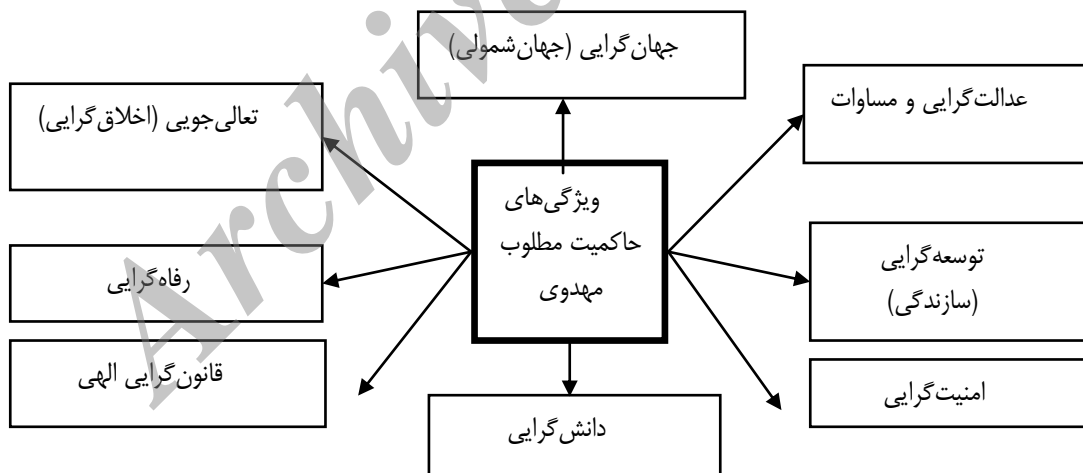 جهان‌گرایی (جهان‌شمولی)
عدالت‌گرایی و مساوات
تعالی‌جویی (اخلاق‌گرایی)
ویژگی‌های
حاکمیت مطلوب
مهدوی
توسعه‌گرایی
(سازندگی)
رفاه‌گرایی
امنیت‌گرایی
قانون‌گرایی الهی
دانش‌گرایی
Archive